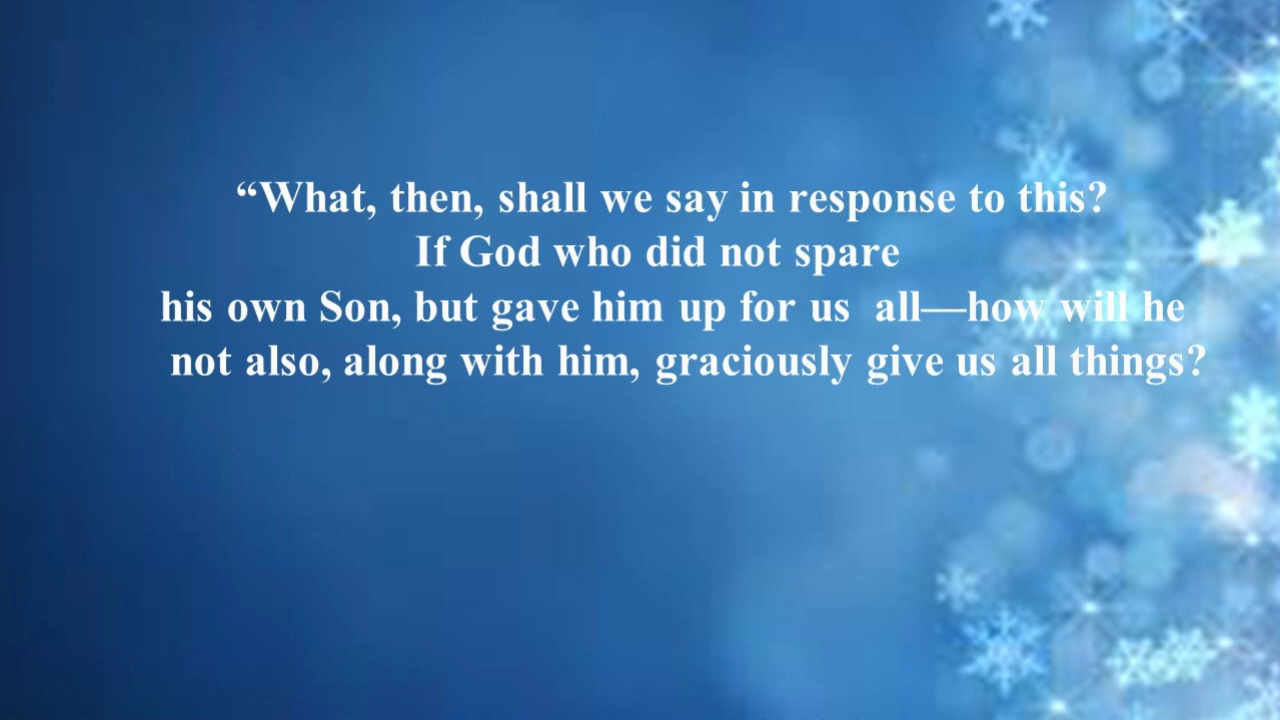 “What, then, shall we say in response to this?
If God who did not spare
his own Son, but gave him up for us  all—how will he
not also, along with him, graciously give us all things?